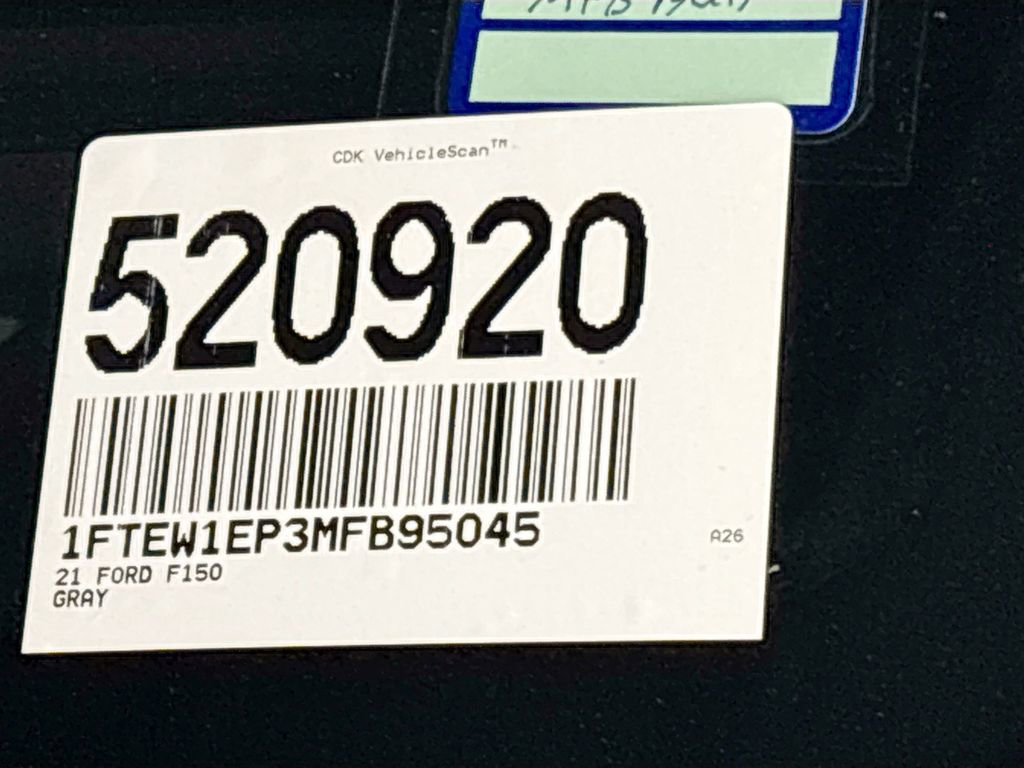 CDK VehicleScan™
520920
1FTEW1EP3MFB95045
A26
21 FORD F150
GRAY